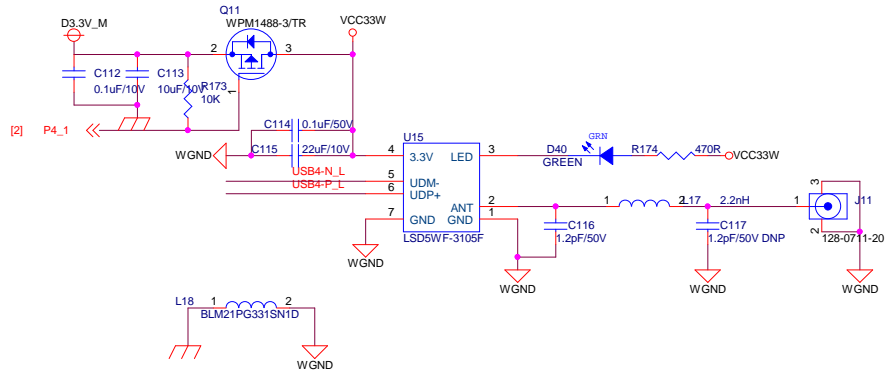 Q11
WPM1488-3/TR
D3.3V_M
VCC33W
2
3
1
C112
0.1uF/10V
C113
10uF/10V
R173
10K
[2]
P4_1
C114
0.1uF/50V
C115
22uF/10V
WGND
USB4-N_L
USB4-P_L
U15
4
3.3V
LED
3
5
UDM-
6
UDP+
ANT
2
7
GND
GND
1
LSD5WF-3105F
WGND
D40
GREEN
GRN
R174
470R
VCC33W
C116
1.2pF/50V
WGND
1
2
L17
2.2nH
C117
1.2pF/50V DNP
WGND
1
3
2
J11
128-0711-20
WGND
L18
1
2
BLM21PG331SN1D
WGND